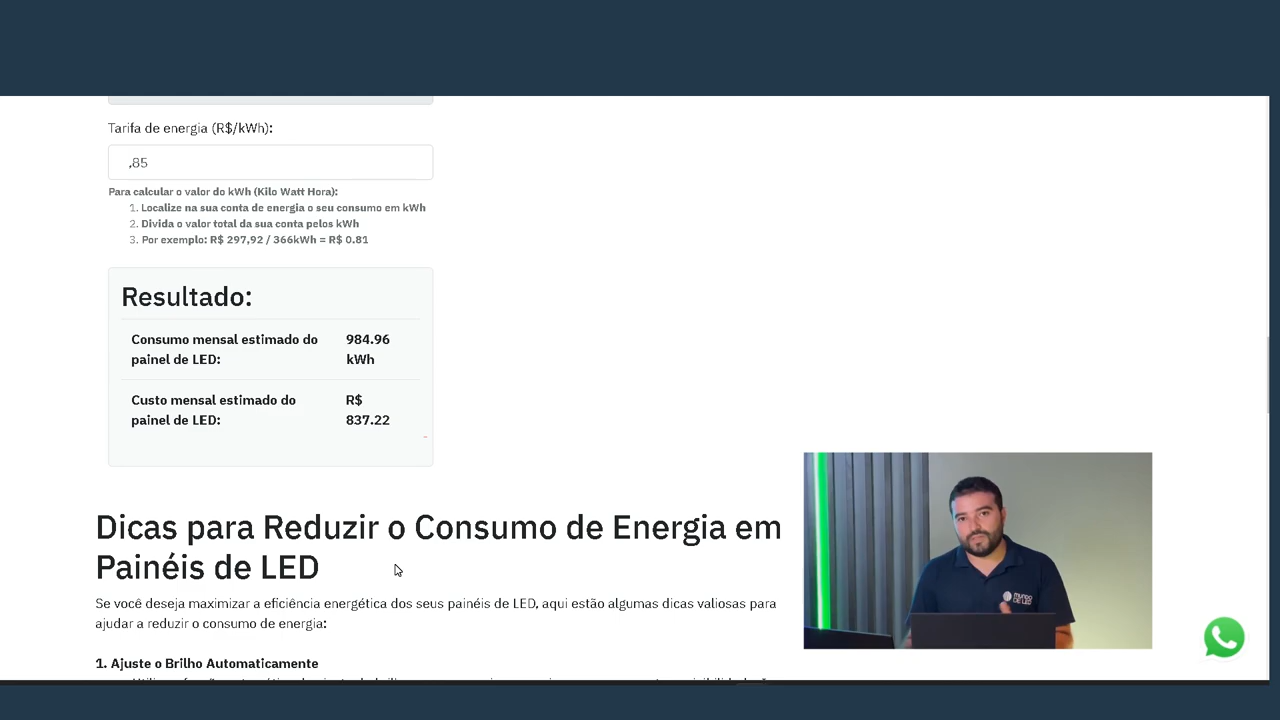 Tarifa de energia (R$/kWh):
,85
Para calcular o valor do kWh (Kilo Watt Hora):
1. Localize na sua conta de energia o seu consumo em kWh
2. Divida o valor total da sua conta pelos kWh
3. Por exemplo: R$ 297,92 / 366kWh = R$ 0.81
Resultado:
Consumo mensal estimado do
painel de LED:
984.96
kWh
Custo mensal estimado do
painel de LED:
R$
837.22
Dicas para Reduzir o Consumo de Energia em
Painéis de LED
Se você deseja maximizar a eficiência energética dos seus painéis de LED, aqui estão algumas dicas valiosas para
ajudar a reduzir o consumo de energia:
1. Ajuste o Brilho Automaticamente
MUNDO
DE LED